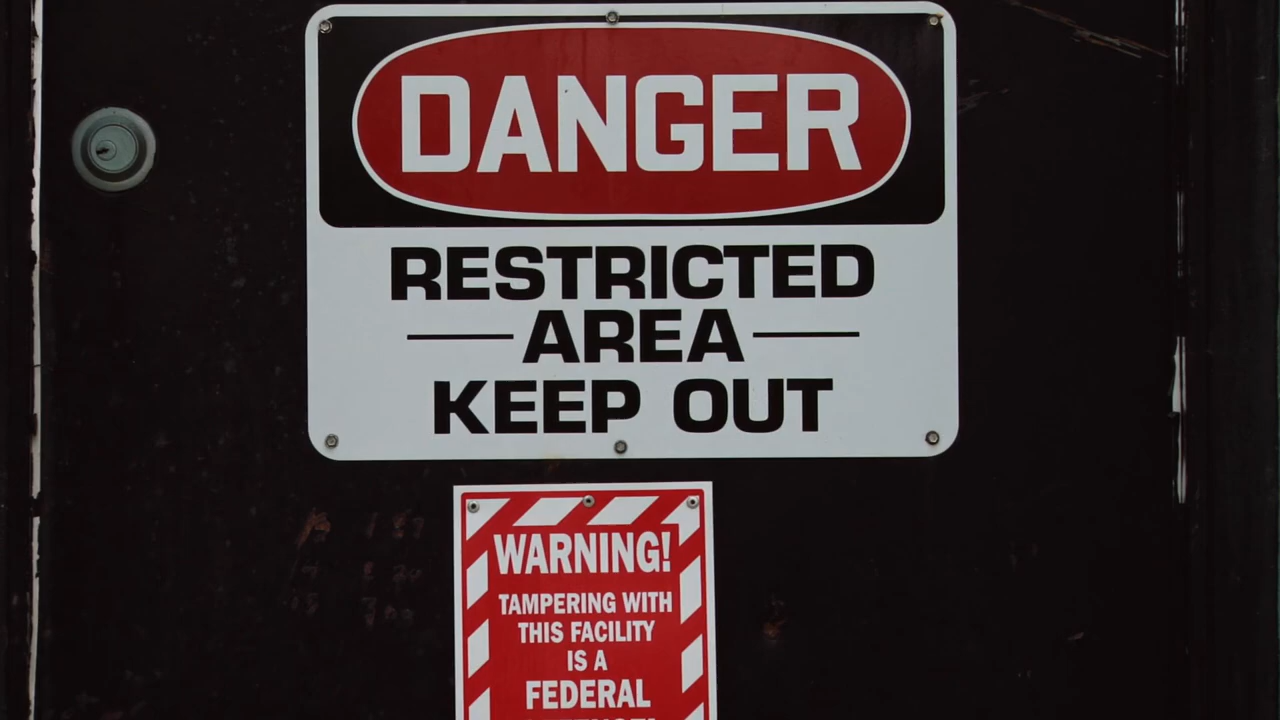 DANGER
RESTRICTED
AREA
KEEP OUT
WARNING!
TAMPERING WITH
THIS FACILITY
IS A
FEDERAL